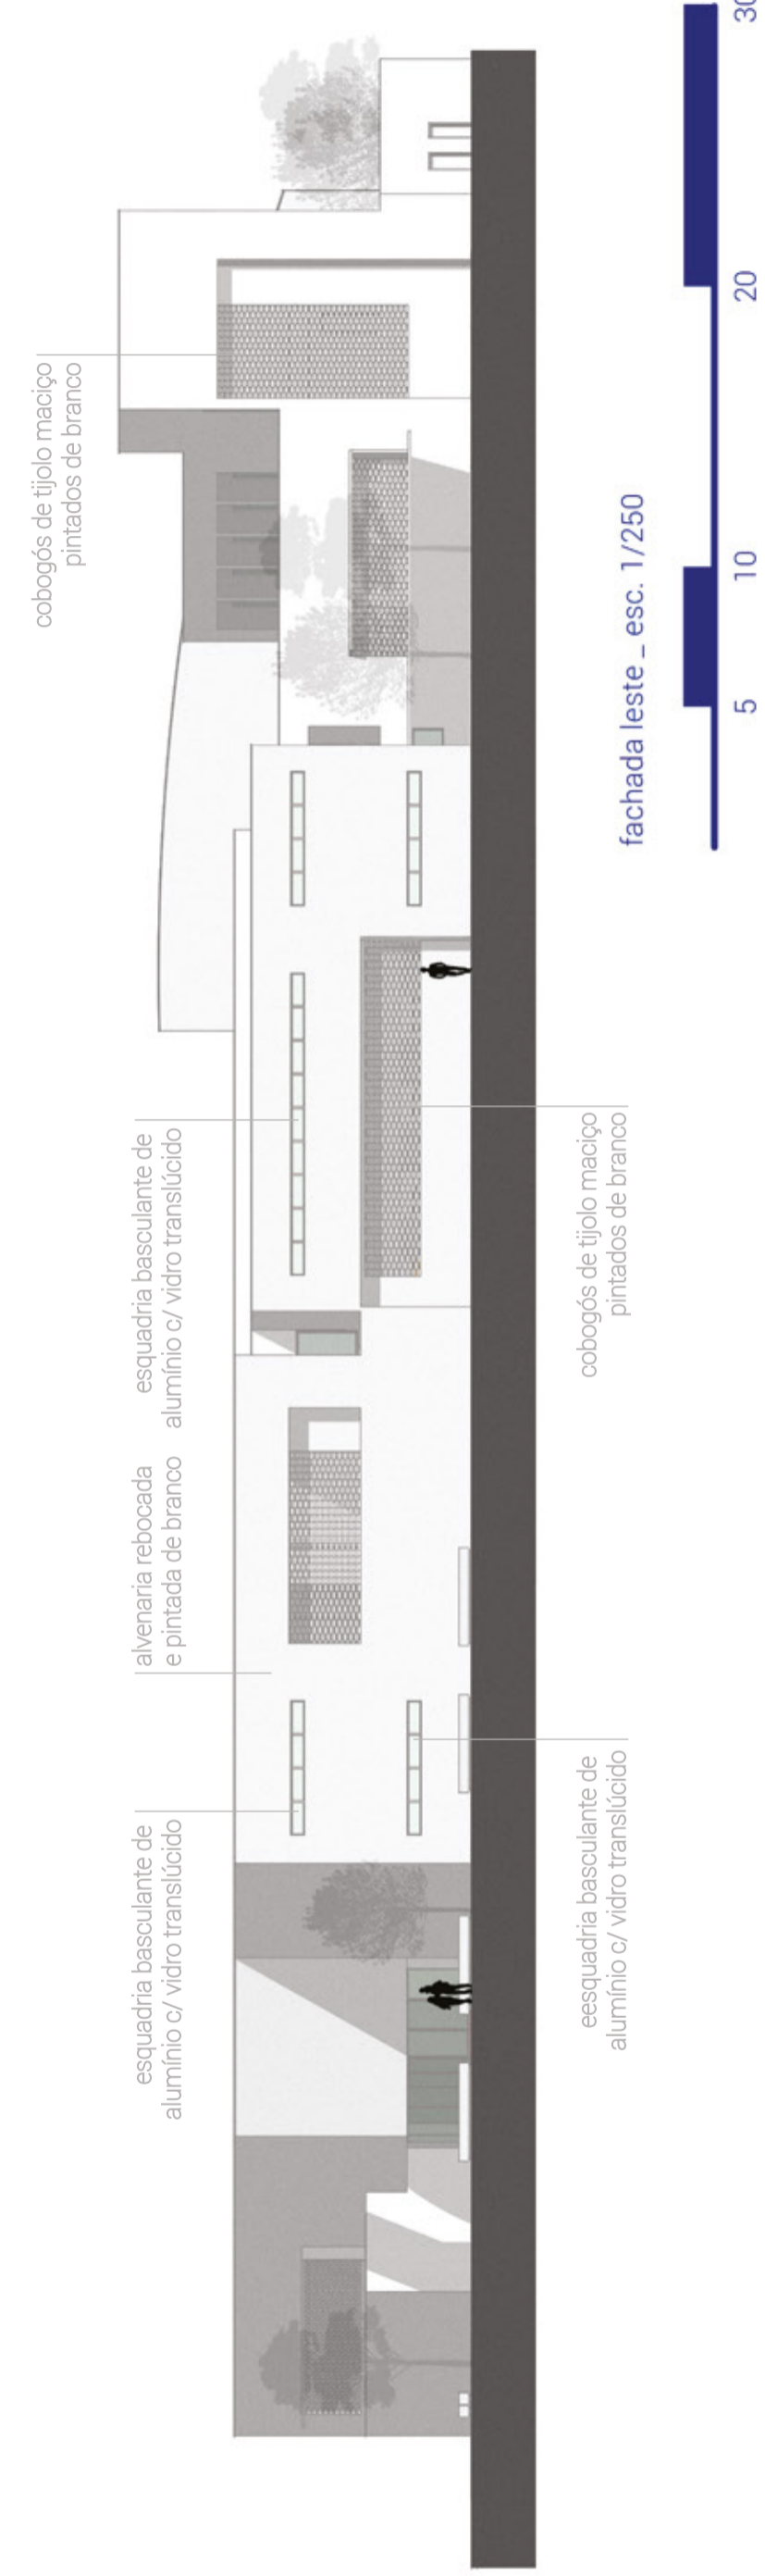 cobogós de tijolo maciço
pintados de branco
esquadria basculante de
alumínio c/ vidro translúcido
alvenaria rebocada
e pintada de branco
esquadria basculante de
alumínio c/ vidro translúcido
eesquadria basculante de
alumínio c/ vidro translúcido
cobogós de tijolo maciço
pintados de branco
fachada leste _ esc. 1/250
5
10
20
30